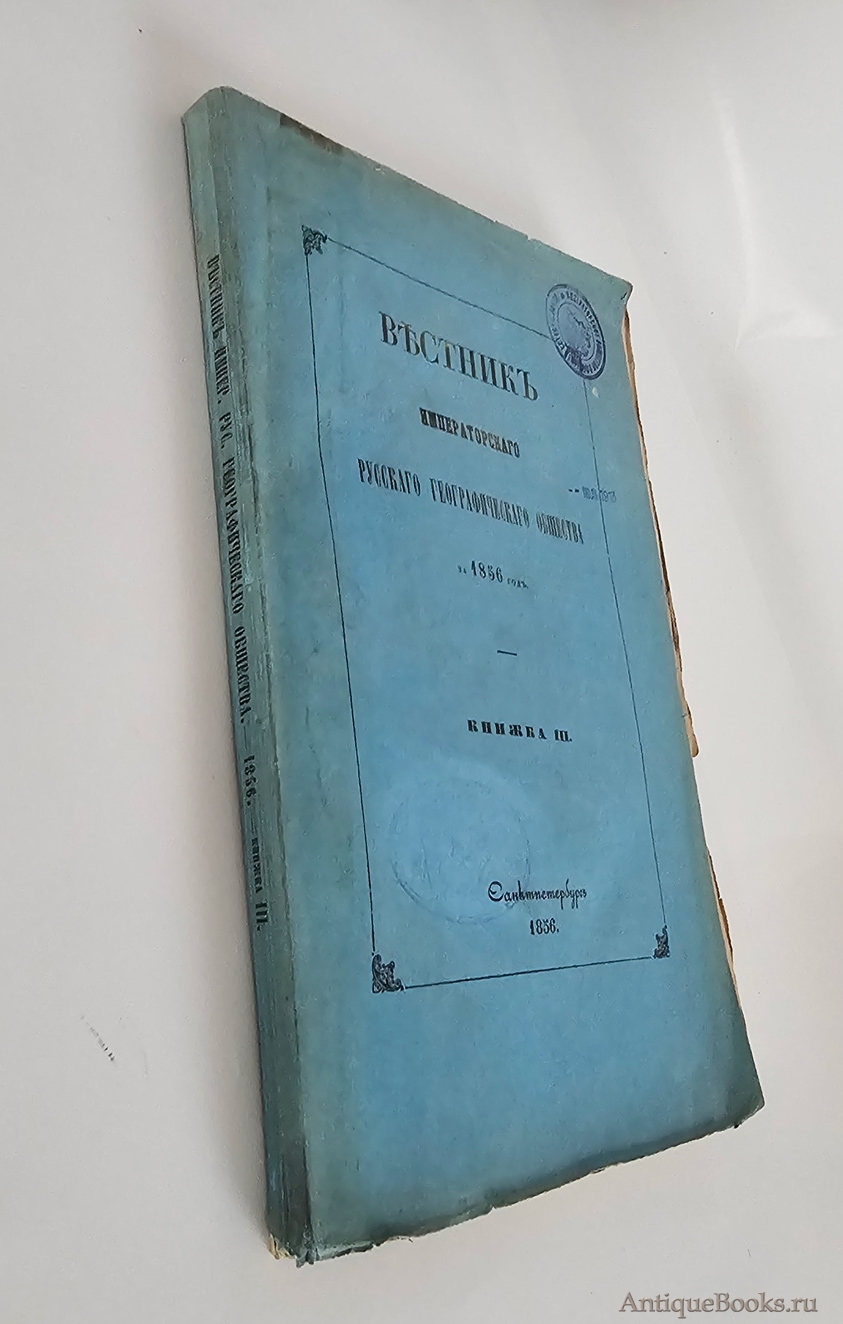 ВѢСТНИКЪ
ИМПЕРАТОРСКАГО
РУССКАГО ГЕОГРАФИЧЕСКАГО ОБЩЕСТВА
за 1856 годъ.
КНИЖКА III.
Санктпетербургъ
1856.
ВѢСТНИКЪ ИМПЕР. РУС. ГЕОГРАФИЧЕСКАГО ОБЩЕСТВА. — 1856. — КНИЖКА III.
AntiqueBooks.ru